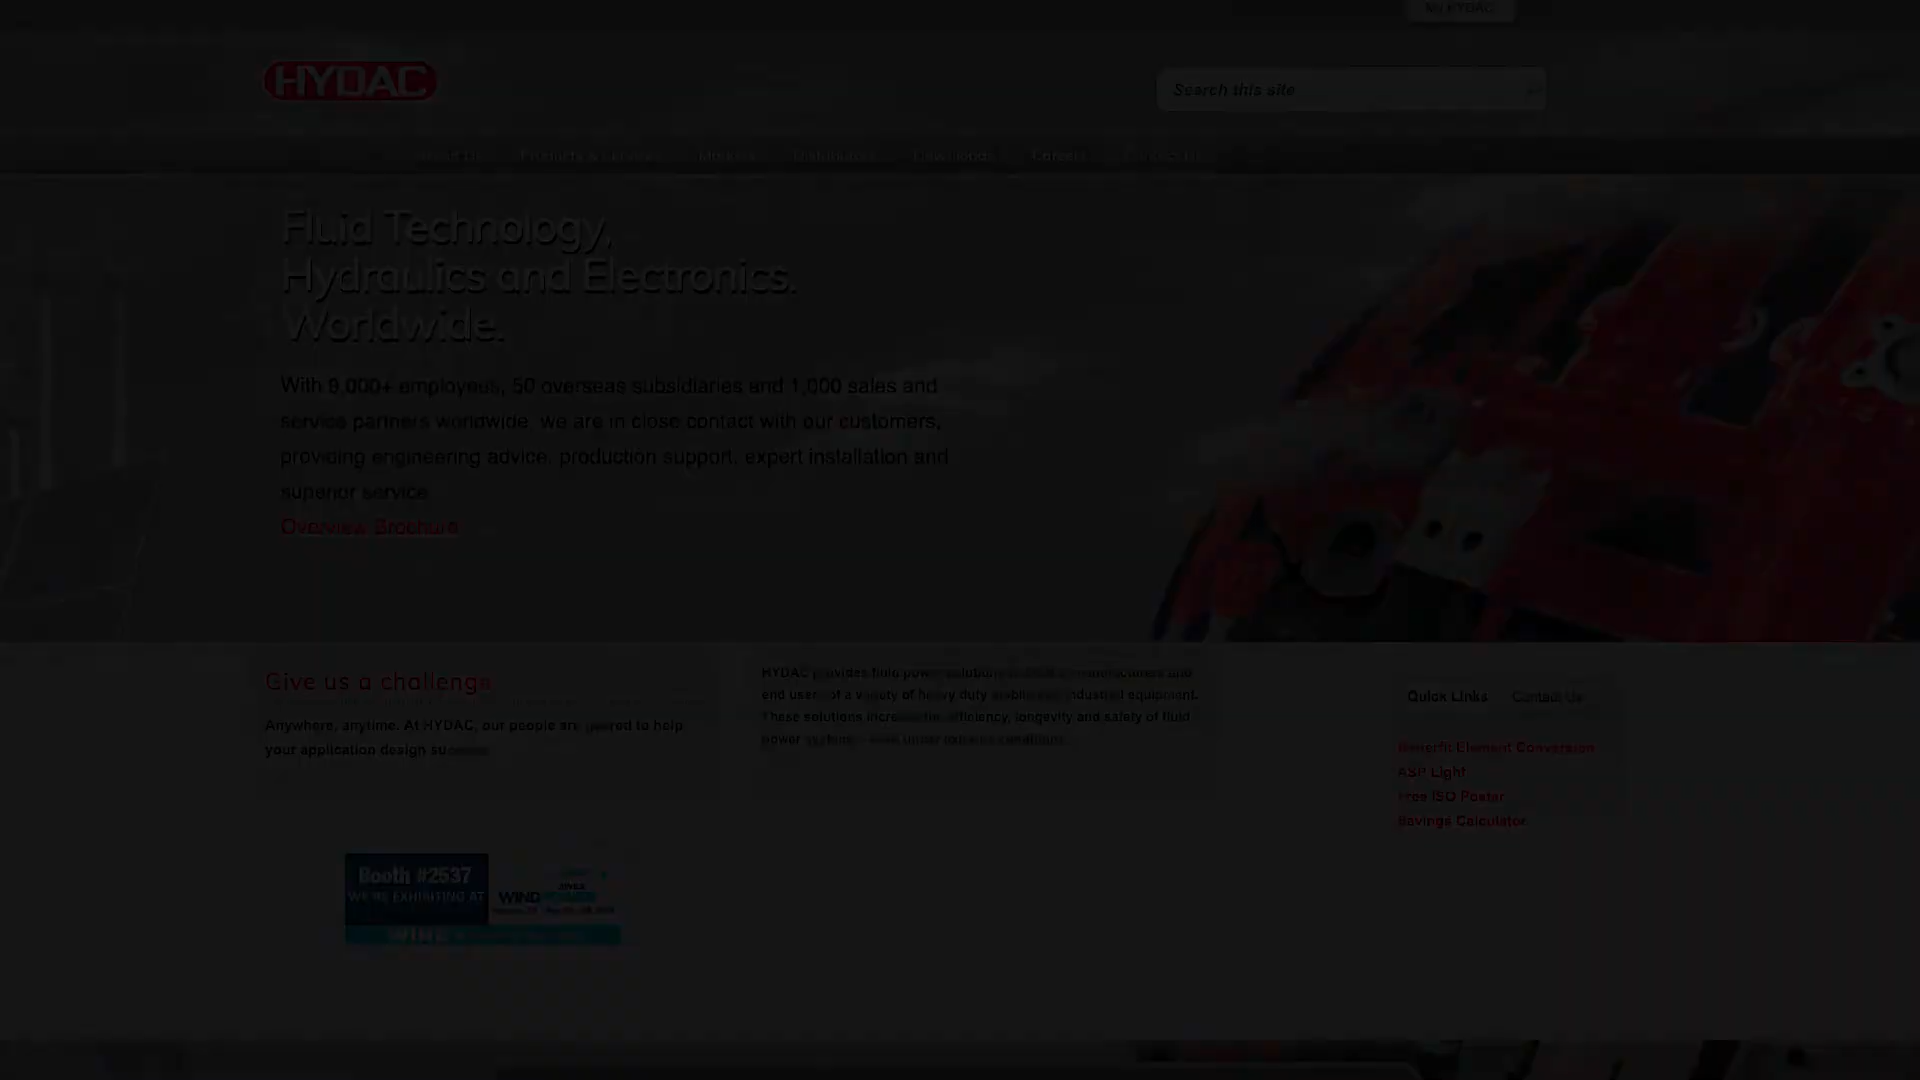 My HYDAC
HYDAC
Search this site
About Us Products & Services Markets Distributors Downloads Careers Contact Us
Fluid Technology,
Hydraulics and Electronics.
Worldwide.
With 9,000+ employees, 50 overseas subsidiaries and 1,000 sales and
service partners worldwide, we are in close contact with our customers,
providing engineering advice, production support, expert installation and
superior service.
Overview Brochure
Give us a challenge
Anywhere, anytime. At HYDAC, our people are geared to help
your application design succeed.
HYDAC provides fluid power solutions to manufacturers and
end users of a variety of heavy duty mobile and industrial equipment.
These solutions increase the efficiency, longevity and safety of fluid
power systems - even under extreme conditions.
Quick Links Contact Us
Benefit Element Conversion
ASP Light
Free ISO Poster
Savings Calculator
Booth #2537
WE'RE EXHIBITING AT
AWEA
WINDPOWER
WIND